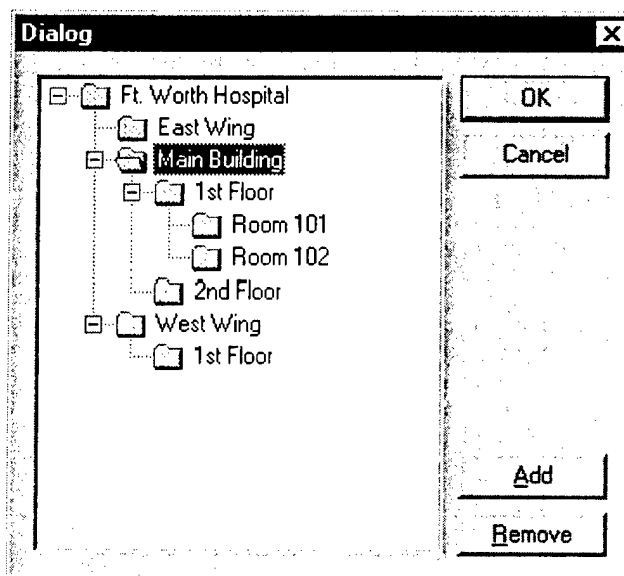 Dialog
Ft. Worth Hospital
East Wing
Main Building
1st Floor
Room 101
Room 102
2nd Floor
West Wing
1st Floor
OK
Cancel
Add
Remove